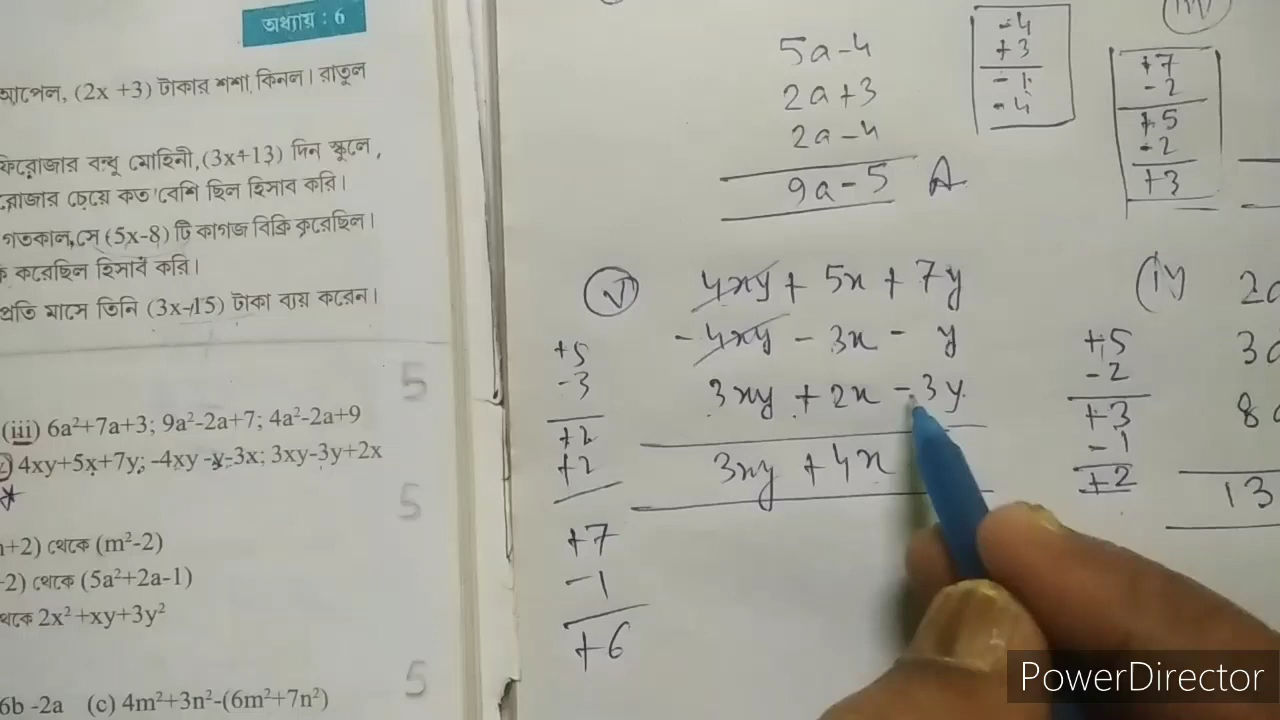 অধ্যায় : 6
আপেল, (2x +3) টাকার শশা কিনল। রাতুল
ফিরোজার বন্ধু মোহিনী, (3x+13) দিন স্কুলে,
রোজার চেয়ে কত বেশি ছিল হিসাব করি।
গতকাল সে (5x-8) টি কাগজ বিক্রি করেছিল।
করেছিল হিসাব করি।
প্রতি মাসে তিনি (3x-15) টাকা ব্যয় করেন।
5
(iii) 6a²+7a+3; 9a²-2a+7; 4a²-2a+9
4xy+5x+7y; -4xy -y-3x; 3xy-3y+2x
5
+2) থেকে (m²-2)
-2) থেকে (5a²+2a-1)
থেকে 2x² +xy+3y²
5
6b -2a (c) 4m²+3n²-(6m²+7n²)
5a-4
2a+3
2a-4
9a-5 A
-4
+3
-1
-4
+7
-2
+5
-2
+3
(v) 4xy + 5x + 7y
-4xy - 3x - y
3xy + 2x - 3y
3xy + 4x
+5
-3
+2
+2
+7
-1
+6
(iv)
+5
-2
+3
-1
+2
13
PowerDirector